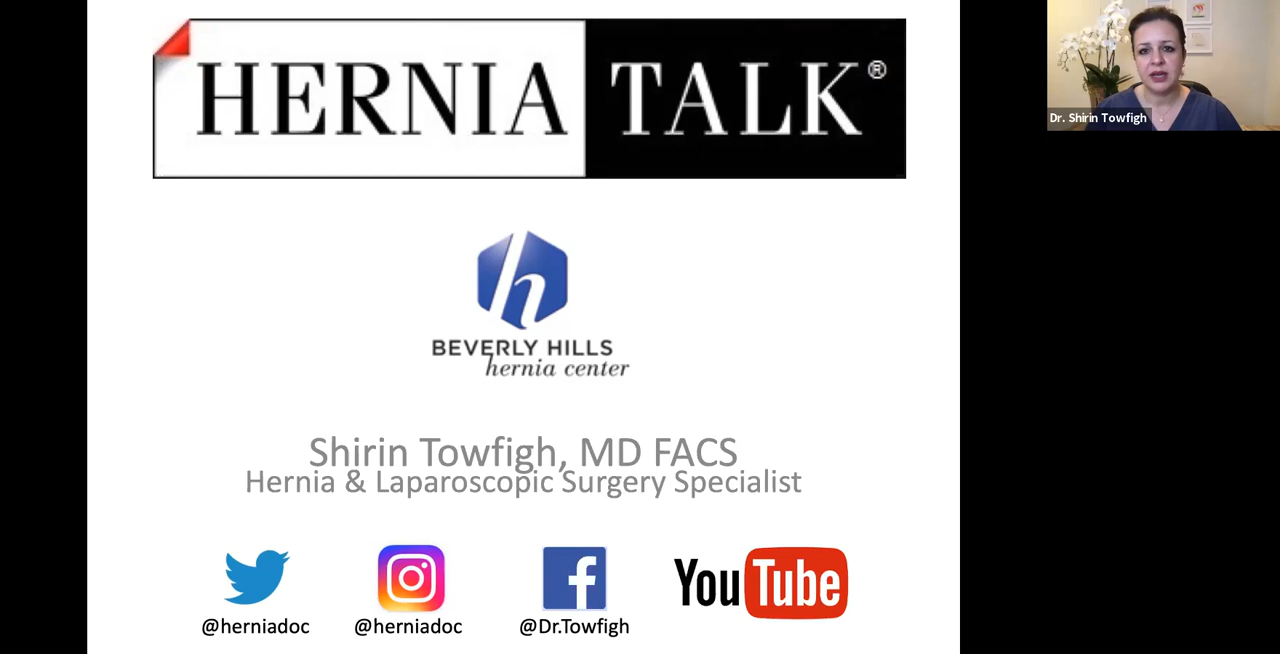 HERNIA TALK®
Dr. Shirin Towfigh
h
BEVERLY HILLS
hernia center
Shirin Towfigh, MD FACS
Hernia & Laparoscopic Surgery Specialist
f
YouTube
@herniadoc @herniadoc @Dr.Towfigh